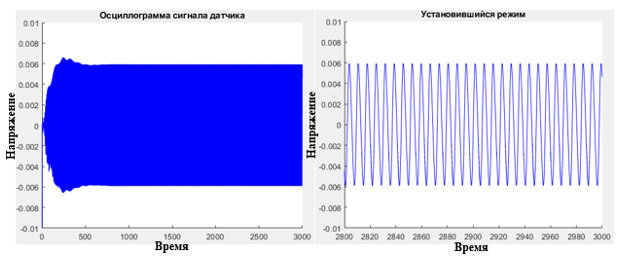 Осциллограмма сигнала датчика
0.01
0.008
0.006
0.004
0.002
0
-0.002
-0.004
-0.006
-0.008
-0.01
0 500 1000 1500 2000 2500 3000
Напряжение
Время
Установившийся режим
0.01
0.008
0.006
0.004
0.002
0
-0.002
-0.004
-0.006
-0.008
-0.01
2800 2820 2840 2860 2880 2900 2920 2940 2960 2980 3000
Напряжение
Время